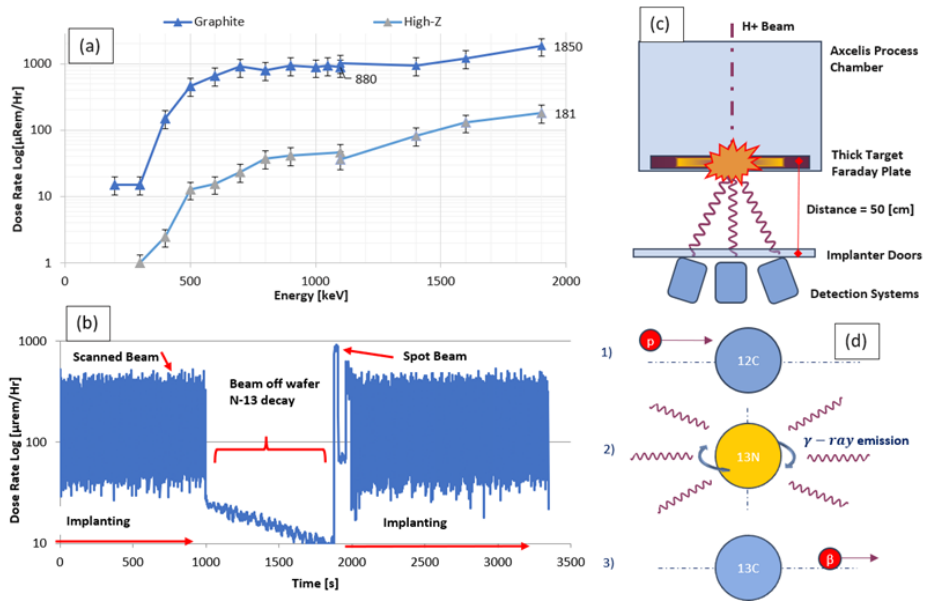 Graphite
High-Z
(a)
Dose Rate Log[µRem/Hr]
1000
100
10
1
1850
880
181
0
500
1000
1500
2000
Energy [keV]
(b)
Dose Rate Log [µrem/Hr]
1000
100
10
Scanned Beam
Beam off wafer
N-13 decay
Spot Beam
Implanting
Implanting
0
500
1000
1500
2000
2500
3000
3500
Time [s]
(c)
H+ Beam
Axcelis Process
Chamber
Thick Target
Faraday Plate
Distance = 50 [cm]
Implanter Doors
Detection Systems
(d)
1)
p
12C
2)
13N
γ − ray emission
3)
13C
β